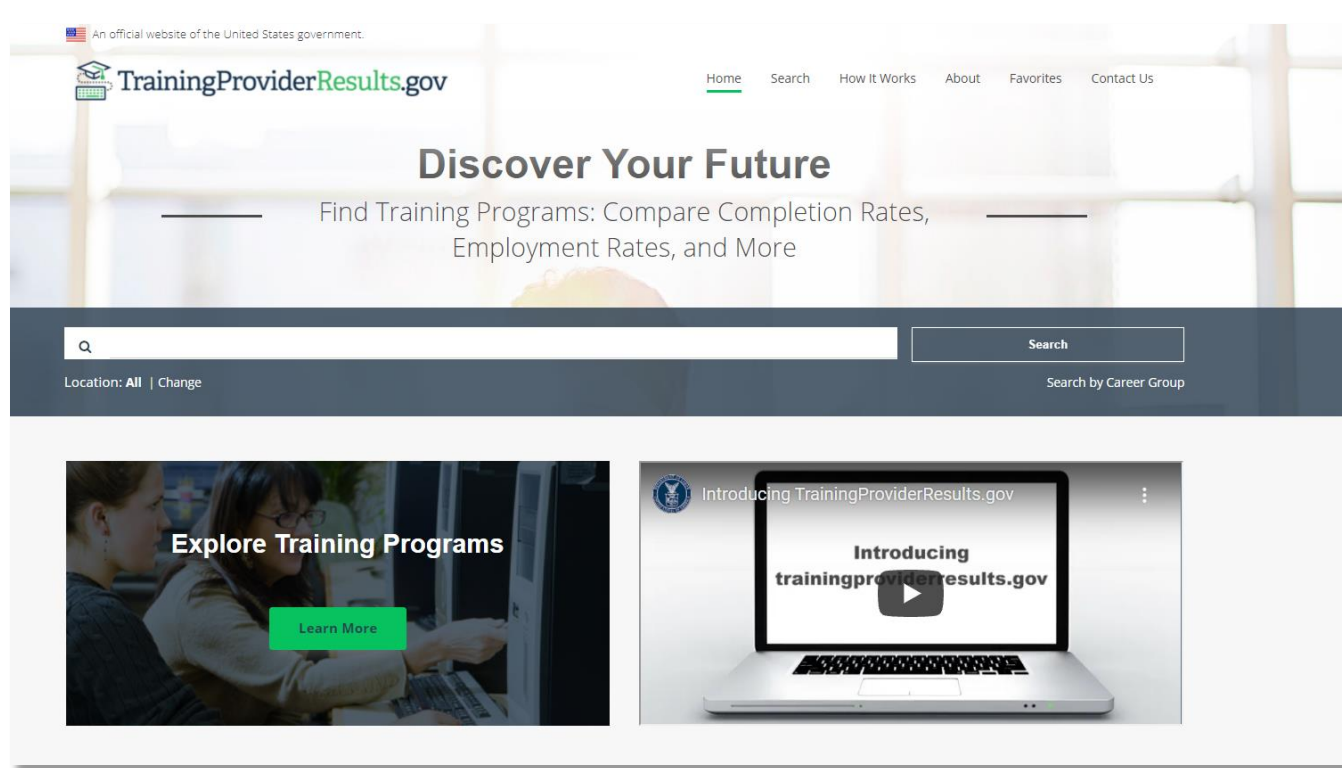 An official website of the United States government.
TrainingProviderResults.gov
Home Search How It Works About Favorites Contact Us
Discover Your Future
Find Training Programs: Compare Completion Rates,
Employment Rates, and More
Search
Location: All | Change
Search by Career Group
Explore Training Programs
Learn More
Introducing TrainingProviderResults.gov
Introducing
trainingproviderresults.gov